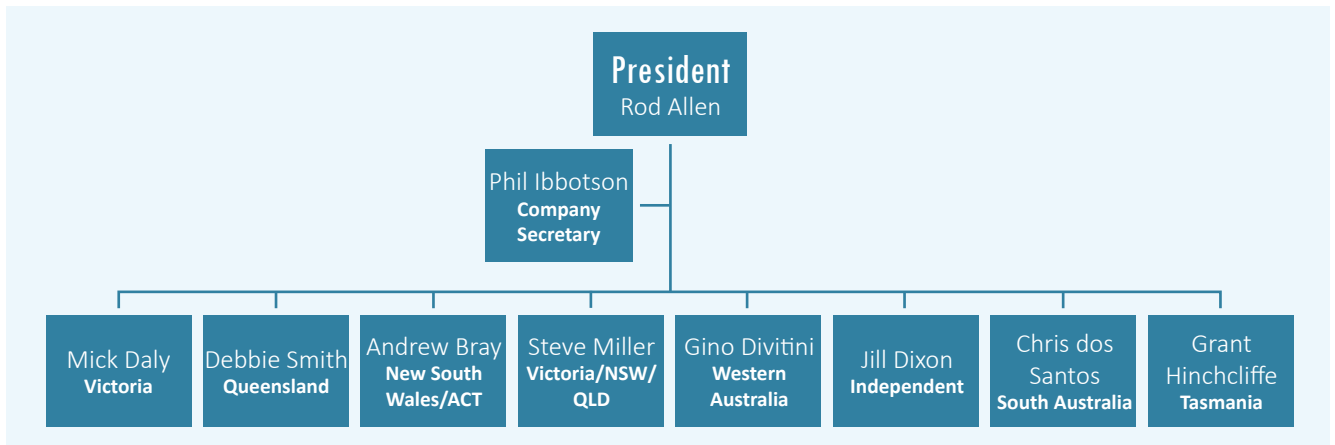 President
Rod Allen
Phil Ibbotson
Company
Secretary
Mick Daly
Victoria
Debbie Smith
Queensland
Andrew Bray
New South
Wales/ACT
Steve Miller
Victoria/NSW/
QLD
Gino Divitini
Western
Australia
Jill Dixon
Independent
Chris dos
Santos
South Australia
Grant
Hinchcliffe
Tasmania